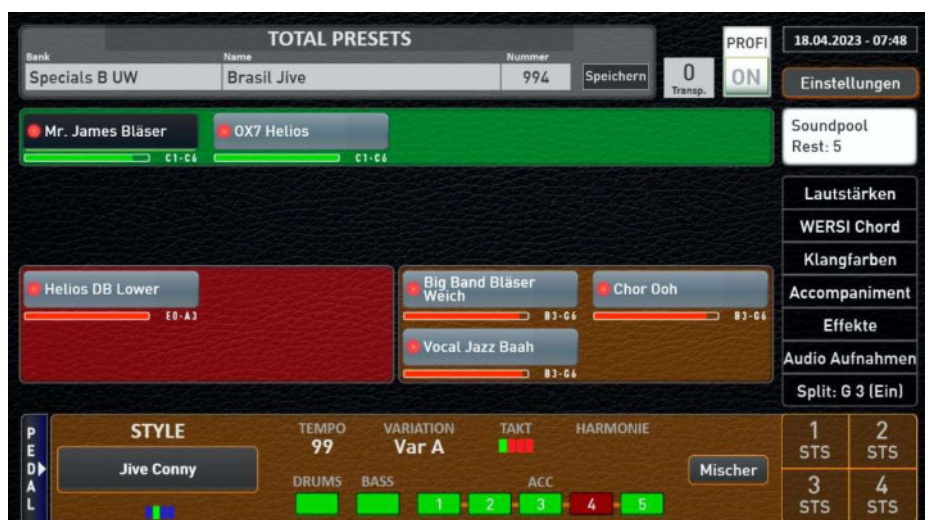 TOTAL PRESETS
Bank Name Nummer
Specials B UW Brasil Jive 994 Speichern
0
Transp.
PROFI
ON
18.04.2023 - 07:48
Einstellungen
Mr. James Bläser
C1-C6
OX7 Helios
C1-C6
Soundpool
Rest: 5
Lautstärken
WERSI Chord
Klangfarben
Accompaniment
Effekte
Audio Aufnahmen
Split: G 3 (Ein)
Helios DB Lower
E0-A3
Big Band Bläser
Weich
B3-G6
Chor Ooh
B3-G6
Vocal Jazz Baah
B3-G6
PEDAL
STYLE
Jive Conny
TEMPO VARIATION TAKT HARMONIE
99 Var A
DRUMS BASS ACC
1 2 3 4 5
Mischer
1
STS
2
STS
3
STS
4
STS